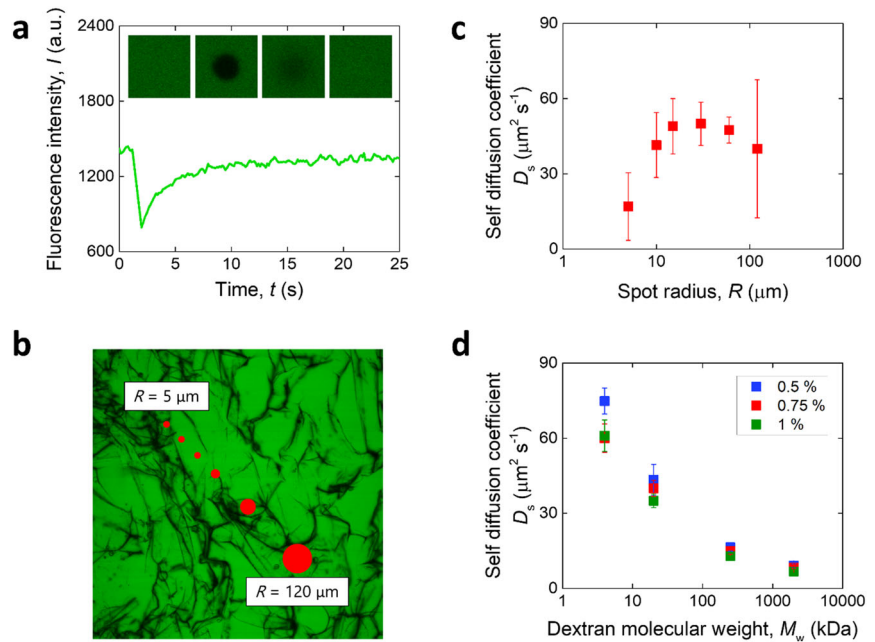 a
Fluorescence intensity, I (a.u.)
2400
1800
1200
600
0
5
10
15
20
25
Time, t (s)
b
R = 5 μm
R = 120 μm
c
Self diffusion coefficient
Dₛ (μm² s⁻¹)
90
60
30
0
1
10
100
1000
Spot radius, R (μm)
d
Self diffusion coefficient
Dₛ (μm² s⁻¹)
90
60
30
0
0.5 %
0.75 %
1 %
1
10
100
1000
10000
Dextran molecular weight, M_w (kDa)